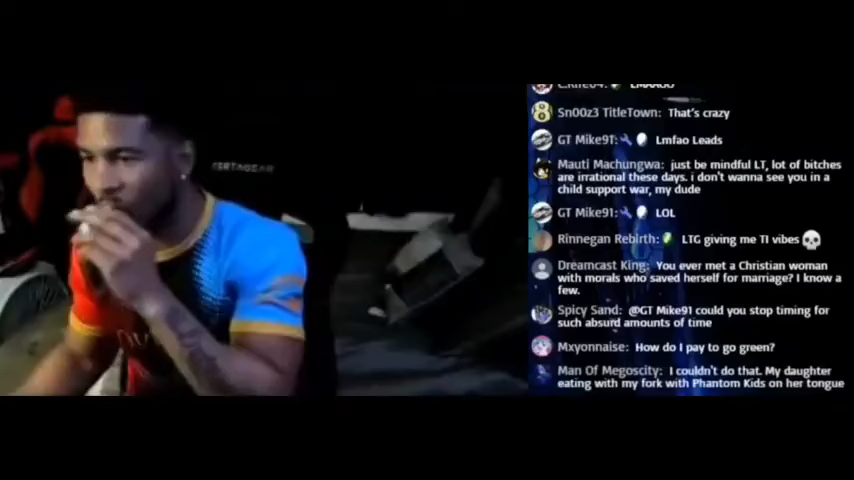 ERTAGEAR
Sn00z3 TitleTown: That's crazy
GT Mike91: Lmfao Leads
Mauti Machungwa: just be mindful LT, lot of bitches
are irrational these days. i don't wanna see you in a
child support war, my dude
GT Mike91: LOL
Rinnegan Rebirth: LTG giving me TI vibes
Dreamcast King: You ever met a Christian woman
with morals who saved herself for marriage? I know a
few.
Spicy Sand: @GT Mike91 could you stop timing for
such absurd amounts of time
Mxyonnaise: How do I pay to go green?
Man Of Megoscity: I couldn't do that. My daughter
eating with my fork with Phantom Kids on her tongue